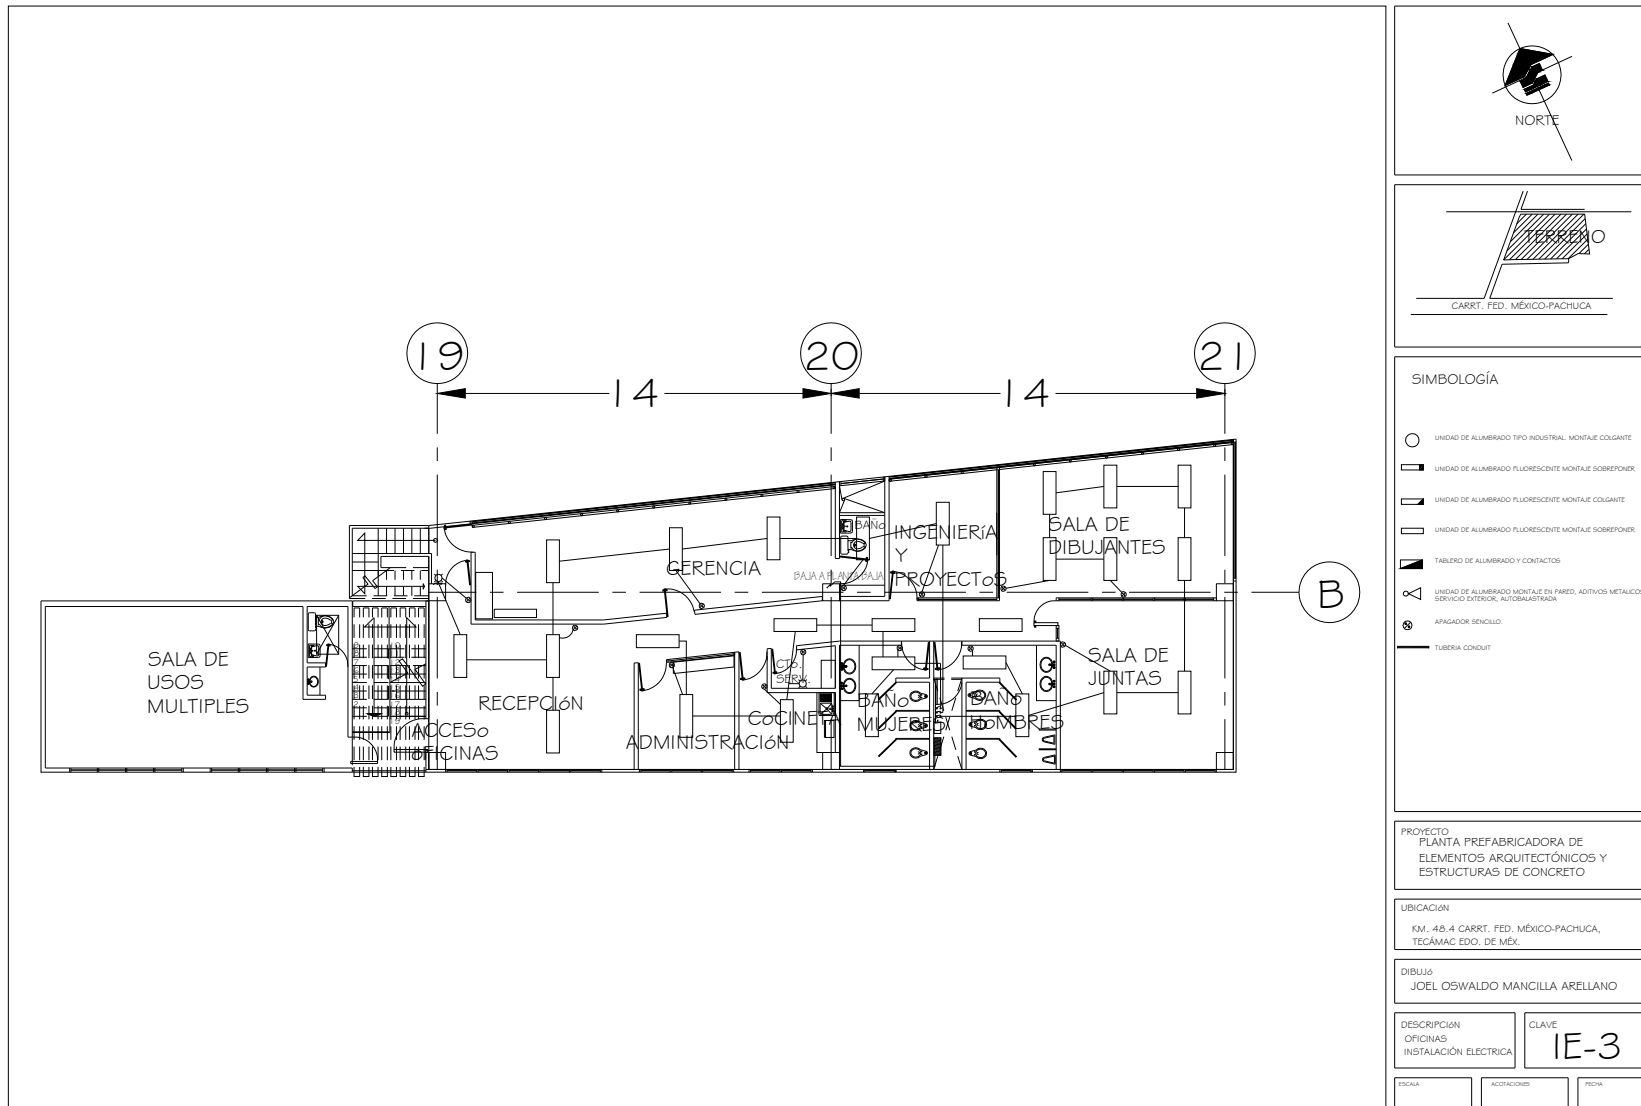 NORTE
TERRENO
CARRT. FED. MÉXICO-PACHUCA
19
20
21
14
14
B
SALA DE
USOS
MULTIPLES
ACCESO
OFICINAS
RECEPCIÓN
GERENCIA
ADMINISTRACIÓN
CTO.
SERV.
COCINETA
BAÑO
BAJA A PLANTA BAJA
INGENIERÍA
Y
PROYECTOS
SALA DE
DIBUJANTES
BAÑO
MUJERES
BAÑO
HOMBRES
SALA DE
JUNTAS
SIMBOLOGÍA
UNIDAD DE ALUMBRADO TIPO INDUSTRIAL MONTAJE COLGANTE
UNIDAD DE ALUMBRADO FLUORESCENTE MONTAJE SOBREPONER
UNIDAD DE ALUMBRADO FLUORESCENTE MONTAJE COLGANTE
UNIDAD DE ALUMBRADO FLUORESCENTE MONTAJE SOBREPONER
TABLERO DE ALUMBRADO Y CONTACTOS
UNIDAD DE ALUMBRADO MONTAJE EN PARED, ADITIVOS METALICOS
SERVICIO EXTERIOR, AUTOBALASTRADA
APAGADOR SENCILLO.
TUBERIA CONDUIT
PROYECTO
PLANTA PREFABRICADORA DE
ELEMENTOS ARQUITECTÓNICOS Y
ESTRUCTURAS DE CONCRETO
UBICACIÓN
KM. 48.4 CARRT. FED. MÉXICO-PACHUCA,
TECÁMAC EDO. DE MÉX.
DIBUJÓ
JOEL OSWALDO MANCILLA ARELLANO
DESCRIPCIÓN
OFICINAS
INSTALACIÓN ELECTRICA
CLAVE
IE-3
ESCALA
ACOTACIONES
FECHA